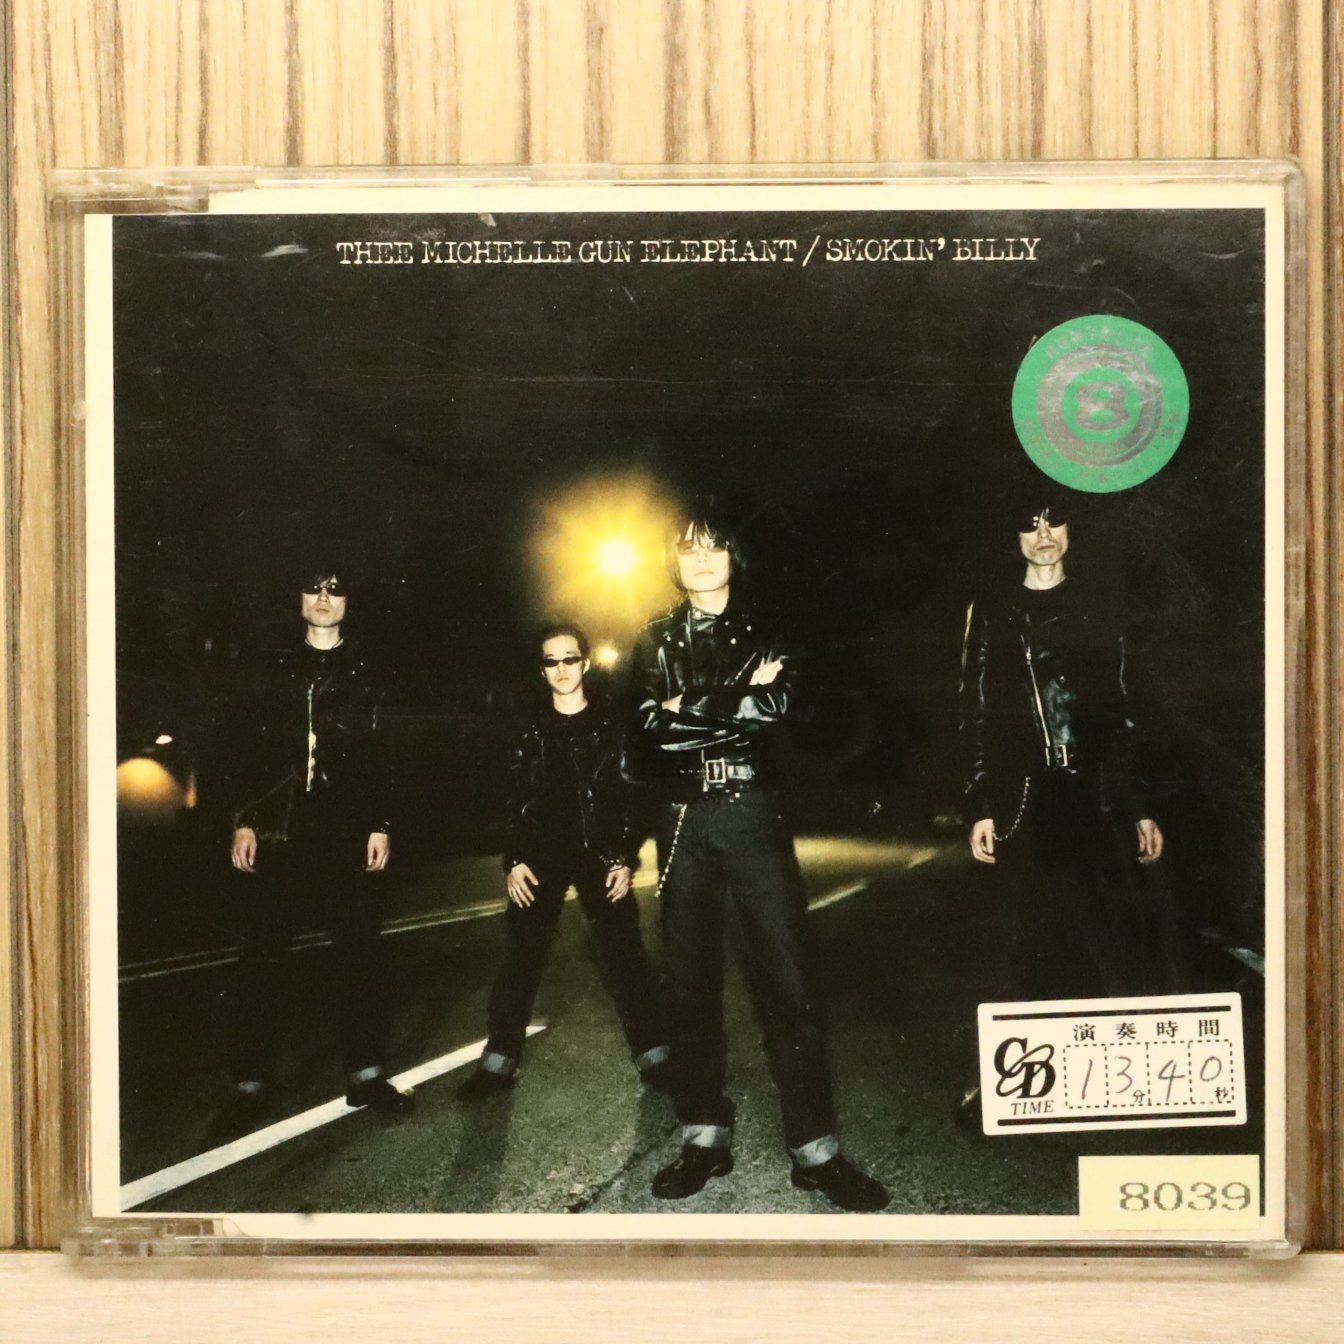 THEE MICHELLE GUN ELEPHANT / SMOKIN' BILLY
8
演奏時間
CD
TIME
13分40秒
8039